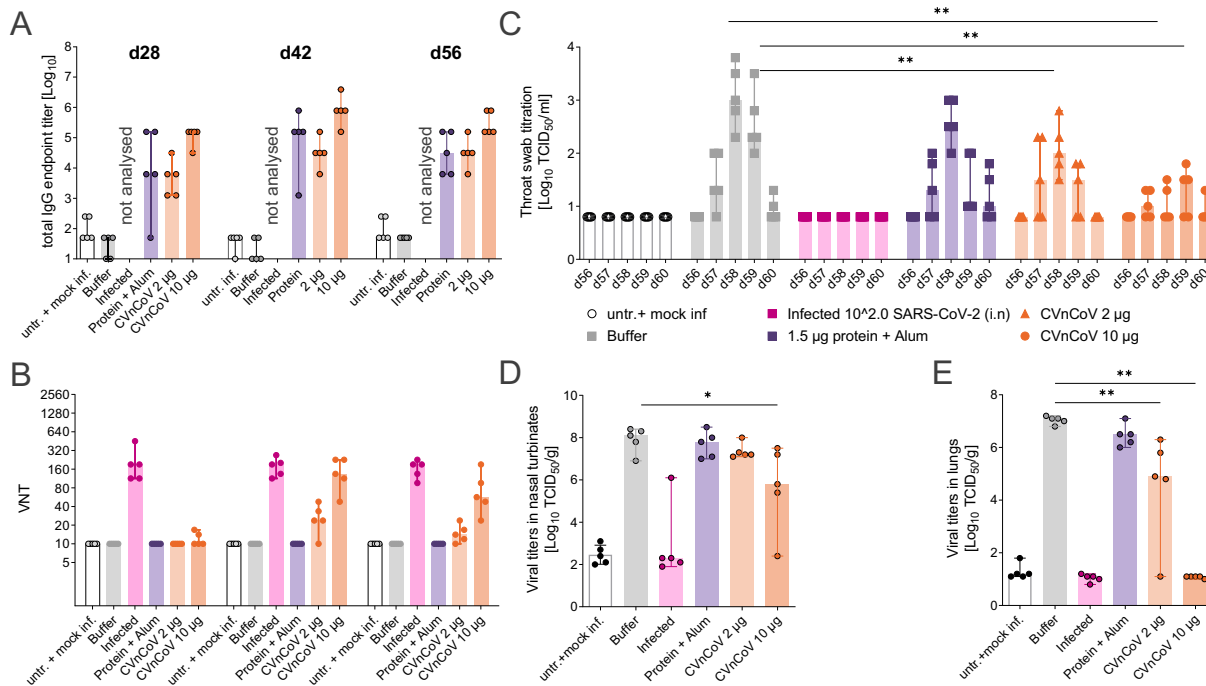 A
d28
d42
d56
total IgG endpoint titer [Log10]
8
7
6
5
4
3
2
1
not analysed
not analysed
not analysed
untr. + mock inf.
Buffer
Infected
Protein + Alum
CVnCoV 2 µg
CVnCoV 10 µg
untr. inf.
Buffer
Infected
Protein
2 µg
10 µg
untr. inf.
Buffer
Infected
Protein
2 µg
10 µg
C
**
**
**
Throat swab titration
[Log10 TCID50/ml]
4
3
2
1
0
d56
d57
d58
d59
d60
d56
d57
d58
d59
d60
d56
d57
d58
d59
d60
d56
d57
d58
d59
d60
d56
d57
d58
d59
d60
d56
d57
d58
d59
d60
untr.+ mock inf
Infected 10^2.0 SARS-CoV-2 (i.n)
CVnCoV 2 µg
Buffer
1.5 µg protein + Alum
CVnCoV 10 µg
B
VNT
2560
1280
640
320
160
80
40
20
10
5
untr. + mock inf.
Buffer
Infected
Protein + Alum
CVnCoV 2 µg
CVnCoV 10 µg
untr. + mock inf.
Buffer
Infected
Protein + Alum
CVnCoV 2 µg
CVnCoV 10 µg
untr. + mock inf.
Buffer
Infected
Protein + Alum
CVnCoV 2 µg
CVnCoV 10 µg
D
*
Viral titers in nasal turbinates
[Log10 TCID50/g]
10
8
6
4
2
0
untr.+mock inf.
Buffer
Infected
Protein + Alum
CVnCoV 2 µg
CVnCoV 10 µg
E
**
**
Viral titers in lungs
[Log10 TCID50/g]
8
6
4
2
0
untr.+mock inf.
Buffer
Infected
Protein + Alum
CVnCoV 2 µg
CVnCoV 10 µg